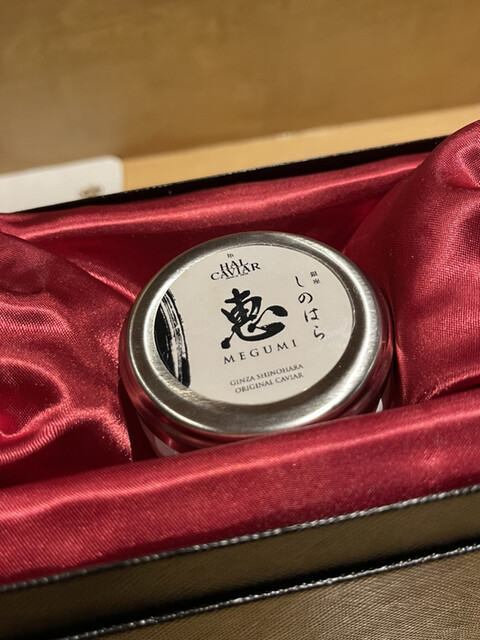 HAL
CAVIAR
恵
MEGUMI
銀座
しのはら
GINZA SHINOHARA
ORIGINAL CAVIAR